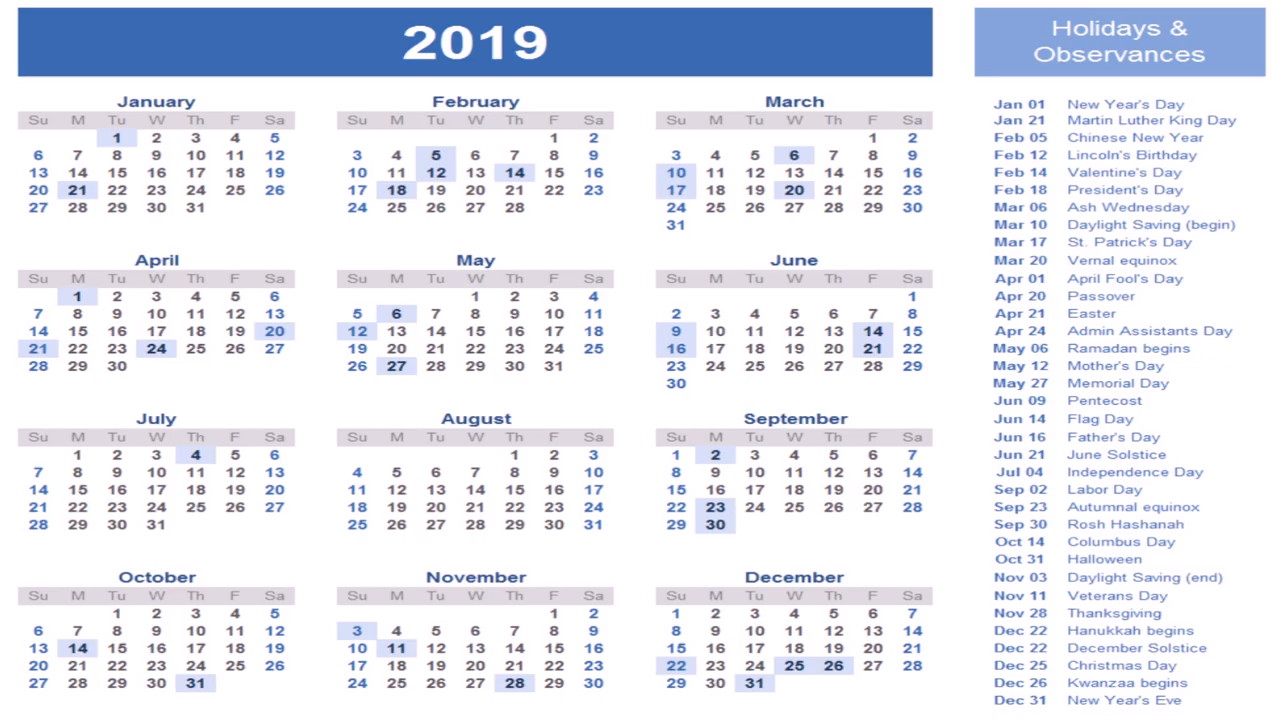 2019
January
Su M Tu W Th F Sa
1 2 3 4 5
6 7 8 9 10 11 12
13 14 15 16 17 18 19
20 21 22 23 24 25 26
27 28 29 30 31
February
Su M Tu W Th F Sa
1 2
3 4 5 6 7 8 9
10 11 12 13 14 15 16
17 18 19 20 21 22 23
24 25 26 27 28
March
Su M Tu W Th F Sa
1 2
3 4 5 6 7 8 9
10 11 12 13 14 15 16
17 18 19 20 21 22 23
24 25 26 27 28 29 30
31
April
Su M Tu W Th F Sa
1 2 3 4 5 6
7 8 9 10 11 12 13
14 15 16 17 18 19 20
21 22 23 24 25 26 27
28 29 30
May
Su M Tu W Th F Sa
1 2 3 4
5 6 7 8 9 10 11
12 13 14 15 16 17 18
19 20 21 22 23 24 25
26 27 28 29 30 31
June
Su M Tu W Th F Sa
1
2 3 4 5 6 7 8
9 10 11 12 13 14 15
16 17 18 19 20 21 22
23 24 25 26 27 28 29
30
July
Su M Tu W Th F Sa
1 2 3 4 5 6
7 8 9 10 11 12 13
14 15 16 17 18 19 20
21 22 23 24 25 26 27
28 29 30 31
August
Su M Tu W Th F Sa
1 2 3
4 5 6 7 8 9 10
11 12 13 14 15 16 17
18 19 20 21 22 23 24
25 26 27 28 29 30 31
September
Su M Tu W Th F Sa
1 2 3 4 5 6 7
8 9 10 11 12 13 14
15 16 17 18 19 20 21
22 23 24 25 26 27 28
29 30
October
Su M Tu W Th F Sa
1 2 3 4 5
6 7 8 9 10 11 12
13 14 15 16 17 18 19
20 21 22 23 24 25 26
27 28 29 30 31
November
Su M Tu W Th F Sa
1 2
3 4 5 6 7 8 9
10 11 12 13 14 15 16
17 18 19 20 21 22 23
24 25 26 27 28 29 30
December
Su M Tu W Th F Sa
1 2 3 4 5 6 7
8 9 10 11 12 13 14
15 16 17 18 19 20 21
22 23 24 25 26 27 28
29 30 31
Holidays &
Observances
Jan 01 New Year's Day
Jan 21 Martin Luther King Day
Feb 05 Chinese New Year
Feb 12 Lincoln's Birthday
Feb 14 Valentine's Day
Feb 18 President's Day
Mar 06 Ash Wednesday
Mar 10 Daylight Saving (begin)
Mar 17 St. Patrick's Day
Mar 20 Vernal equinox
Apr 01 April Fool's Day
Apr 20 Passover
Apr 21 Easter
Apr 24 Admin Assistants Day
May 06 Ramadan begins
May 12 Mother's Day
May 27 Memorial Day
Jun 09 Pentecost
Jun 14 Flag Day
Jun 16 Father's Day
Jun 21 June Solstice
Jul 04 Independence Day
Sep 02 Labor Day
Sep 23 Autumnal equinox
Sep 30 Rosh Hashanah
Oct 14 Columbus Day
Oct 31 Halloween
Nov 03 Daylight Saving (end)
Nov 11 Veterans Day
Nov 28 Thanksgiving
Dec 22 Hanukkah begins
Dec 22 December Solstice
Dec 25 Christmas Day
Dec 26 Kwanzaa begins
Dec 31 New Year's Eve